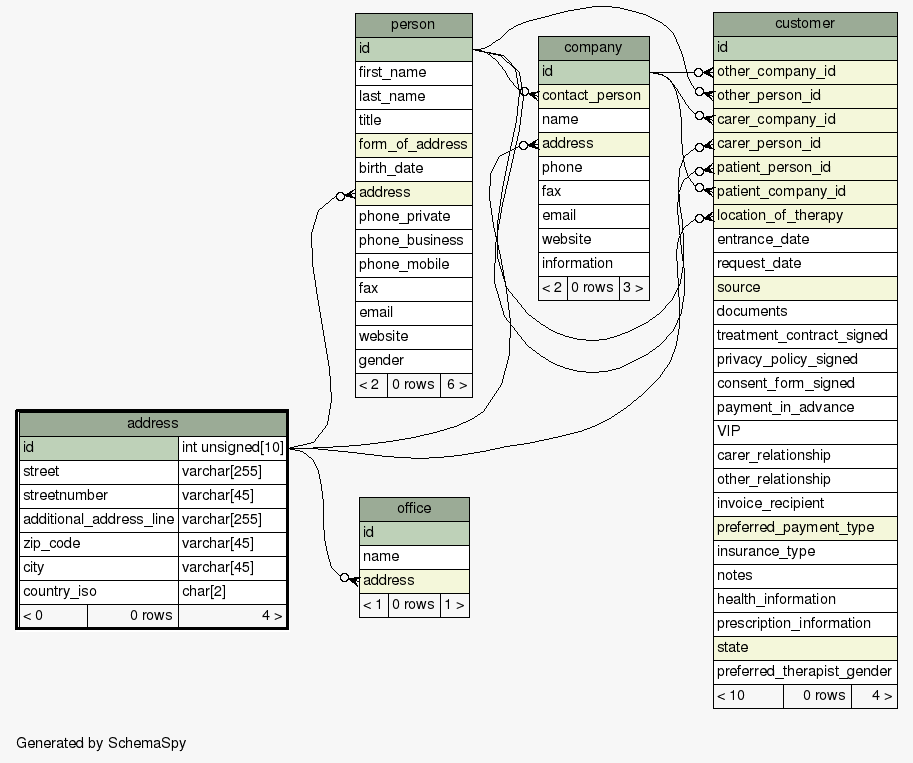 person
id
first_name
last_name
title
form_of_address
birth_date
address
phone_private
phone_business
phone_mobile
fax
email
website
gender
< 2 0 rows 6 >
company
id
contact_person
name
address
phone
fax
email
website
information
< 2 0 rows 3 >
customer
id
other_company_id
other_person_id
carer_company_id
carer_person_id
patient_person_id
patient_company_id
location_of_therapy
entrance_date
request_date
source
documents
treatment_contract_signed
privacy_policy_signed
consent_form_signed
payment_in_advance
VIP
carer_relationship
other_relationship
invoice_recipient
preferred_payment_type
insurance_type
notes
health_information
prescription_information
state
preferred_therapist_gender
< 10 0 rows 4 >
address
id int unsigned[10]
street varchar[255]
streetnumber varchar[45]
additional_address_line varchar[255]
zip_code varchar[45]
city varchar[45]
country_iso char[2]
< 0 0 rows 4 >
office
id
name
address
< 1 0 rows 1 >
Generated by SchemaSpy